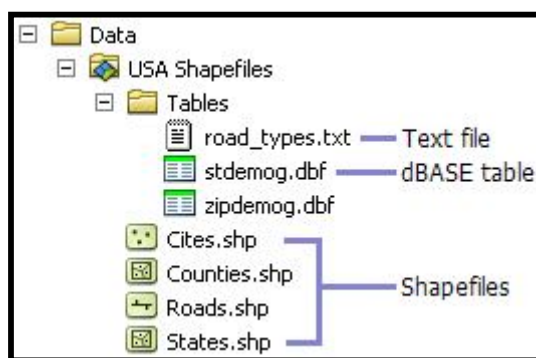 Data
USA Shapefiles
Tables
road_types.txt Text file
stdemog.dbf dBASE table
zipdemog.dbf
Cites.shp
Counties.shp
Shapefiles
Roads.shp
States.shp